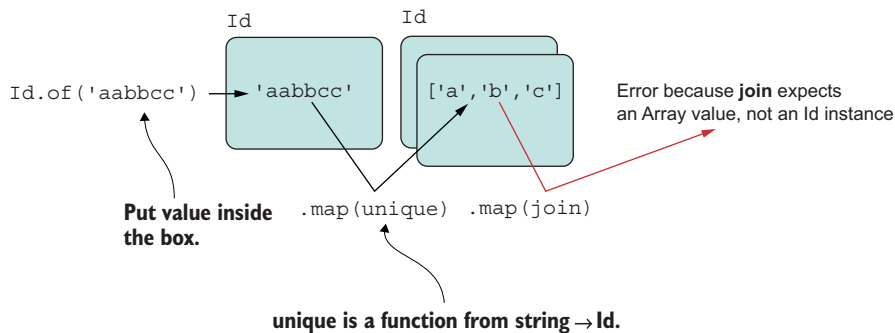 Id
Id
Id.of('aabbcc')
'aabbcc'
['a','b','c']
Error because join expects
an Array value, not an Id instance
Put value inside
the box.
.map(unique) .map(join)
unique is a function from string→Id.